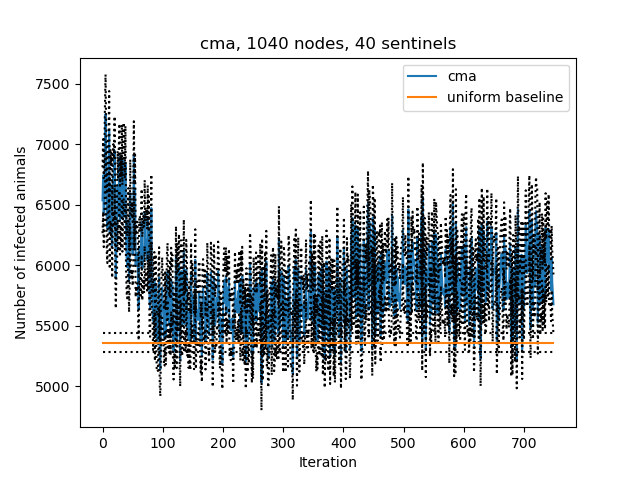 cma, 1040 nodes, 40 sentinels
cma
uniform baseline
Number of infected animals
7500
7000
6500
6000
5500
5000
0 100 200 300 400 500 600 700
Iteration